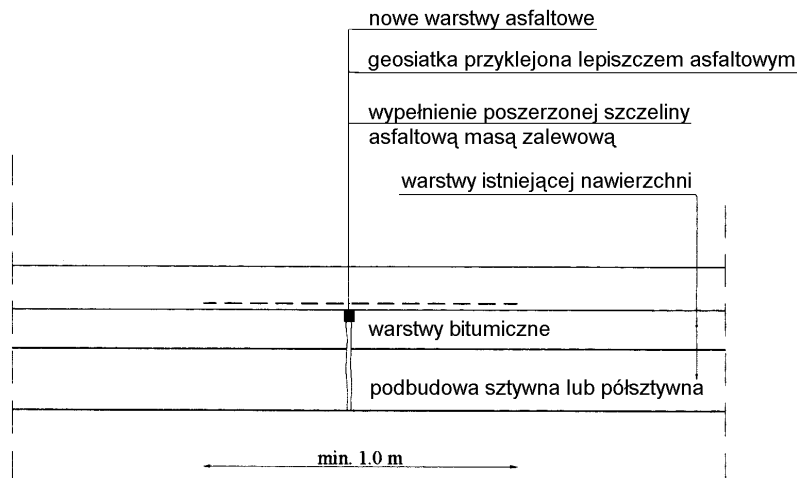 nowe warstwy asfaltowe
geosiatka przyklejona lepiszczem asfaltowym
wypełnienie poszerzonej szczeliny
asfaltową masą zalewową
warstwy istniejącej nawierzchni
warstwy bitumiczne
podbudowa sztywna lub półsztywna
min. 1.0 m